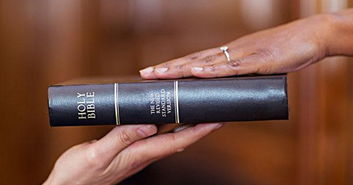 HOLY
BIBLE
THE NEW
REVISED
STANDARD
VERSION